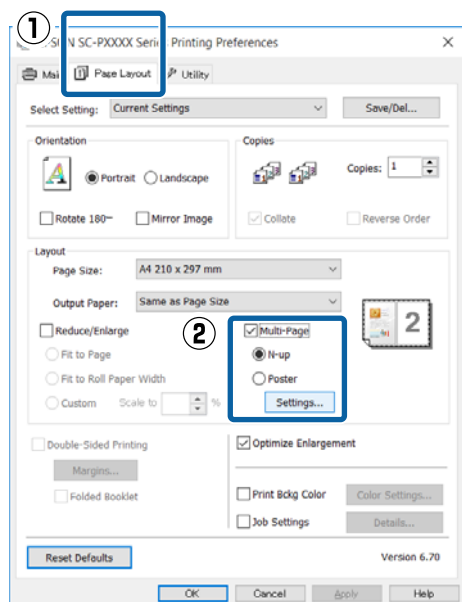 ①
SON SC-PXXXX Series Printing Preferences
Main Page Layout Utility
Select Setting: Current Settings Save/Del...
Orientation Copies
A Portrait Landscape Copies: 1
Rotate 180° Mirror Image Collate Reverse Order
Layout
Page Size: A4 210 x 297 mm
Output Paper: Same as Page Size
Reduce/Enlarge ② Multi-Page 2
Fit to Page N-up
Fit to Roll Paper Width Poster
Custom Scale to % Settings...
Double-Sided Printing Optimize Enlargement
Margins...
Folded Booklet Print Bckg Color Color Settings...
Job Settings Details...
Reset Defaults Version 6.70
OK Cancel Apply Help